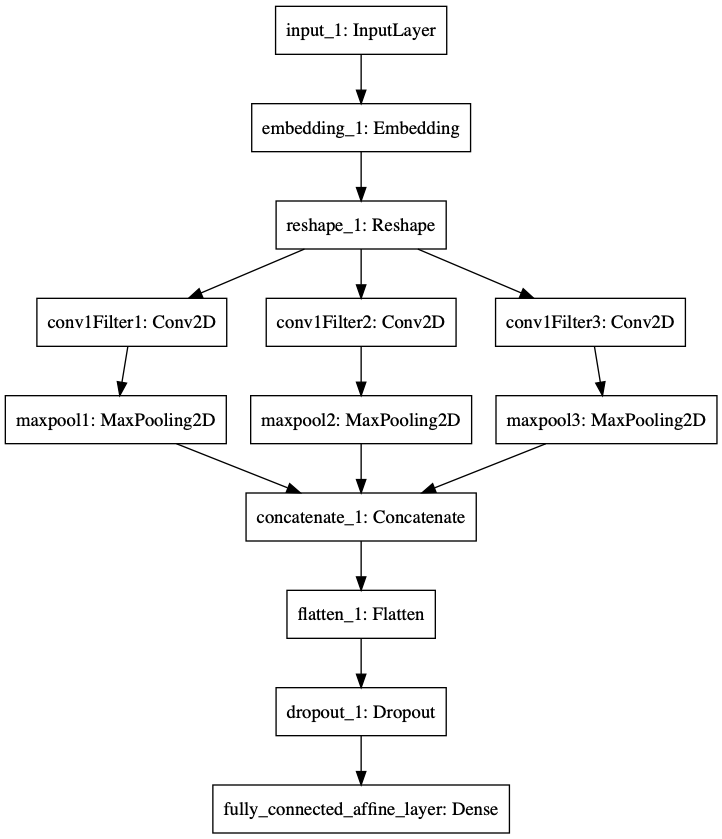 input_1: InputLayer
embedding_1: Embedding
reshape_1: Reshape
conv1Filter1: Conv2D
conv1Filter2: Conv2D
conv1Filter3: Conv2D
maxpool1: MaxPooling2D
maxpool2: MaxPooling2D
maxpool3: MaxPooling2D
concatenate_1: Concatenate
flatten_1: Flatten
dropout_1: Dropout
fully_connected_affine_layer: Dense